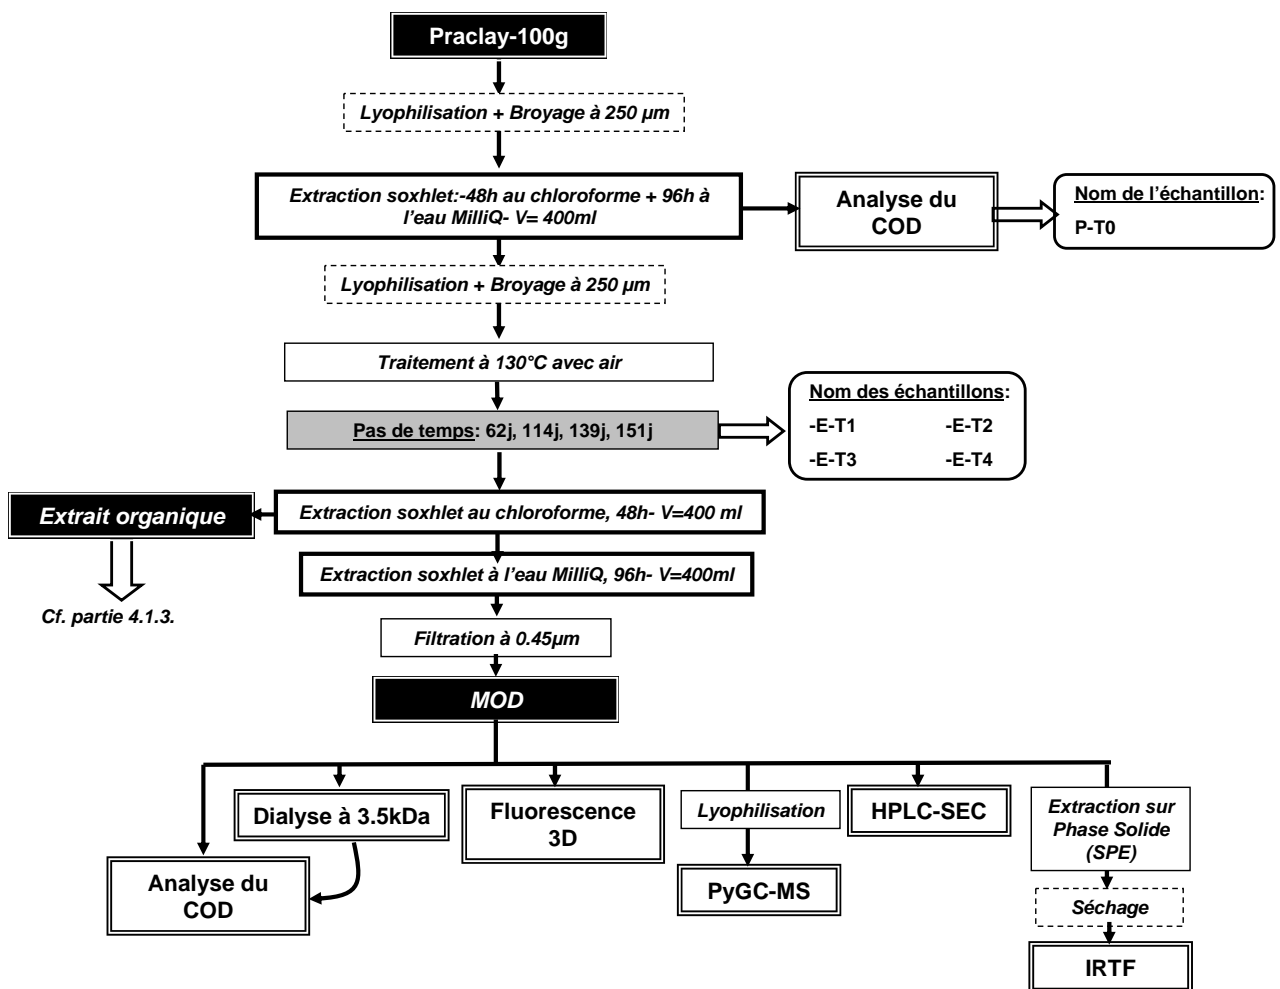 Praclay-100g
Lyophilisation + Broyage à 250 µm
Extraction soxhlet:-48h au chloroforme + 96h à
l'eau MilliQ- V= 400ml
Analyse du
COD
Nom de l'échantillon:
P-T0
Lyophilisation + Broyage à 250 µm
Traitement à 130°C avec air
Pas de temps: 62j, 114j, 139j, 151j
Nom des échantillons:
-E-T1 -E-T2
-E-T3 -E-T4
Extrait organique
Extraction soxhlet au chloroforme, 48h- V=400 ml
Extraction soxhlet à l'eau MilliQ, 96h- V=400ml
Cf. partie 4.1.3.
Filtration à 0.45µm
MOD
Analyse du
COD
Dialyse à 3.5kDa
Fluorescence
3D
Lyophilisation
PyGC-MS
HPLC-SEC
Extraction sur
Phase Solide
(SPE)
Séchage
IRTF